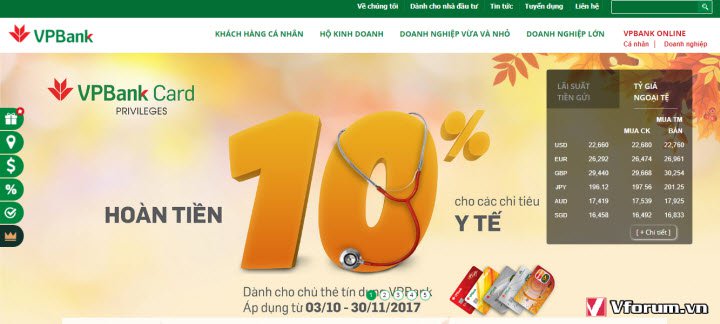 Về chúng tôi Dành cho nhà đầu tư Tin tức Tuyển dụng Liên hệ
VPBank
KHÁCH HÀNG CÁ NHÂN HỘ KINH DOANH DOANH NGHIỆP VỪA VÀ NHỎ DOANH NGHIỆP LỚN
VPBANK ONLINE
Cá nhân | Doanh nghiệp
VPBank Card
PRIVILEGES
HOÀN TIỀN
10%
cho các chi tiêu
Y TẾ
Dành cho chủ thẻ tín dụng VPBank
Áp dụng từ 03/10 - 30/11/2017
1 2 3 4 5
LÃI SUẤT
TIỀN GỬI
TỶ GIÁ
NGOẠI TỆ
MUA TM
MUA CK BÁN
USD 22,660 22,680 22,760
EUR 26,292 26,474 26,961
GBP 29,440 29,668 30,254
JPY 196.12 197.56 201.25
AUD 17,419 17,539 17,925
SGD 16,458 16,492 16,833
[ + Chi tiết ]
Vforum.vn